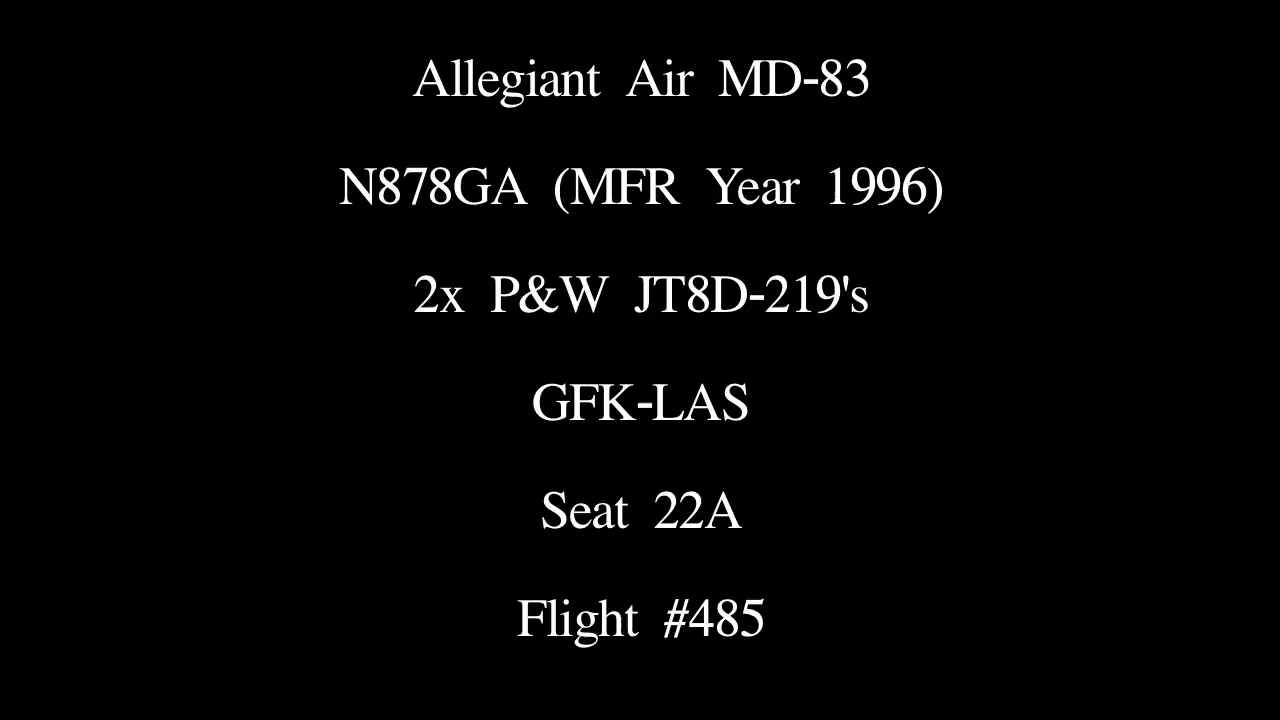 Allegiant Air MD-83
N878GA (MFR Year 1996)
2x P&W JT8D-219's
GFK-LAS
Seat 22A
Flight #485